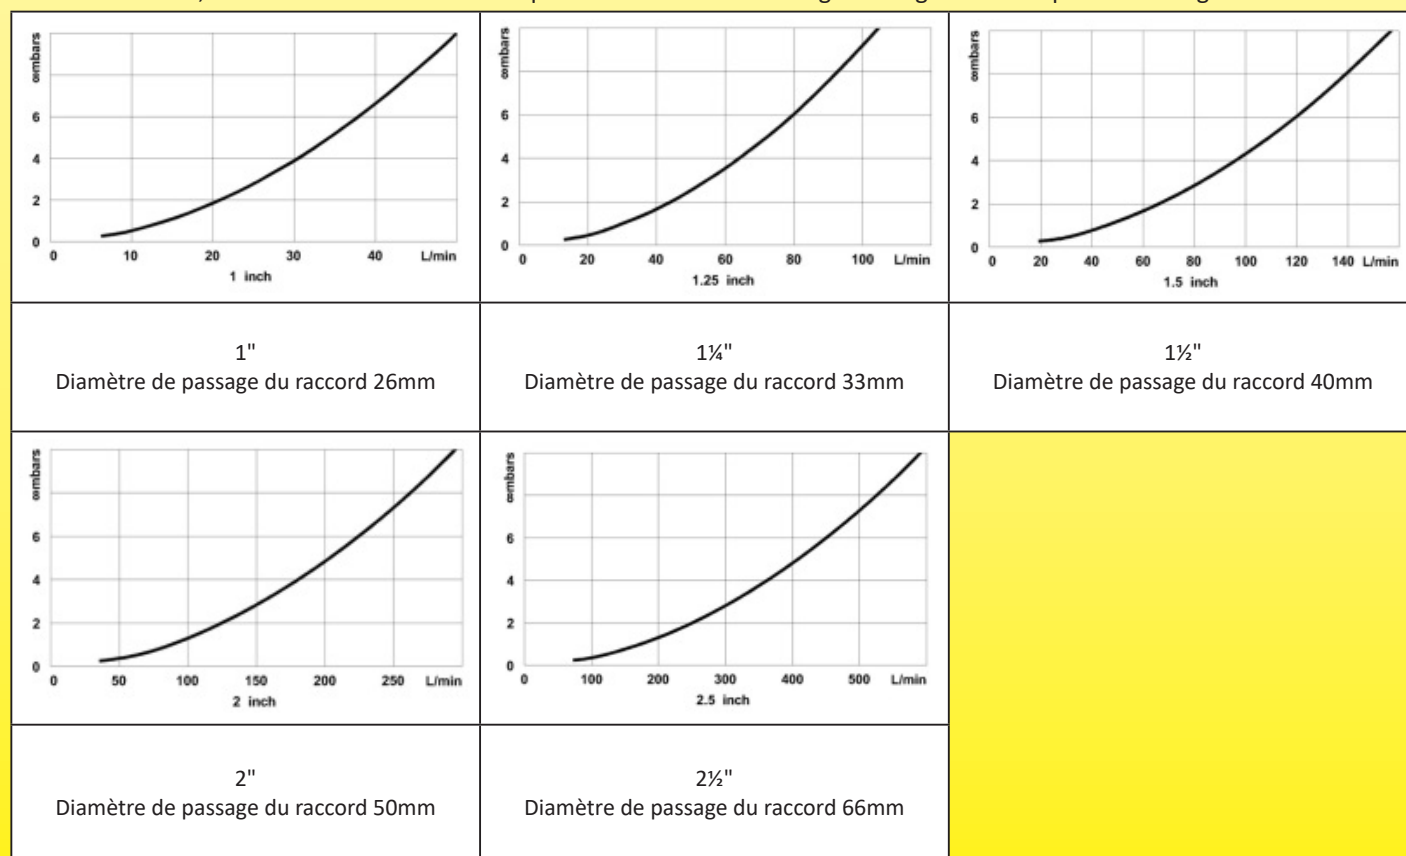 mbars
6
4
2
0
0 10 20 30 40 L/min
1 inch
mbars
6
4
2
0
0 20 40 60 80 100 L/min
1.25 inch
mbars
6
4
2
0
0 20 40 60 80 100 120 140 L/min
1.5 inch
1"
Diamètre de passage du raccord 26mm
1¼"
Diamètre de passage du raccord 33mm
1½"
Diamètre de passage du raccord 40mm
mbars
6
4
2
0
0 50 100 150 200 250 L/min
2 inch
mbars
6
4
2
0
0 100 200 300 400 500 L/min
2.5 inch
2"
Diamètre de passage du raccord 50mm
2½"
Diamètre de passage du raccord 66mm